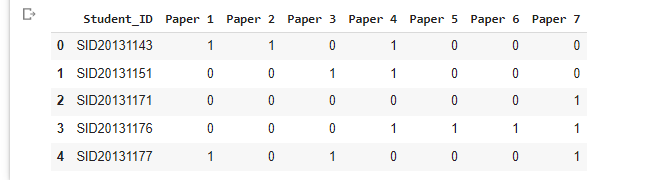 Student_ID Paper 1 Paper 2 Paper 3 Paper 4 Paper 5 Paper 6 Paper 7
0 SID20131143 1 1 0 1 0 0 0
1 SID20131151 0 0 1 1 0 0 0
2 SID20131171 0 0 0 0 0 0 1
3 SID20131176 0 0 0 1 1 1 1
4 SID20131177 1 0 1 0 0 0 1